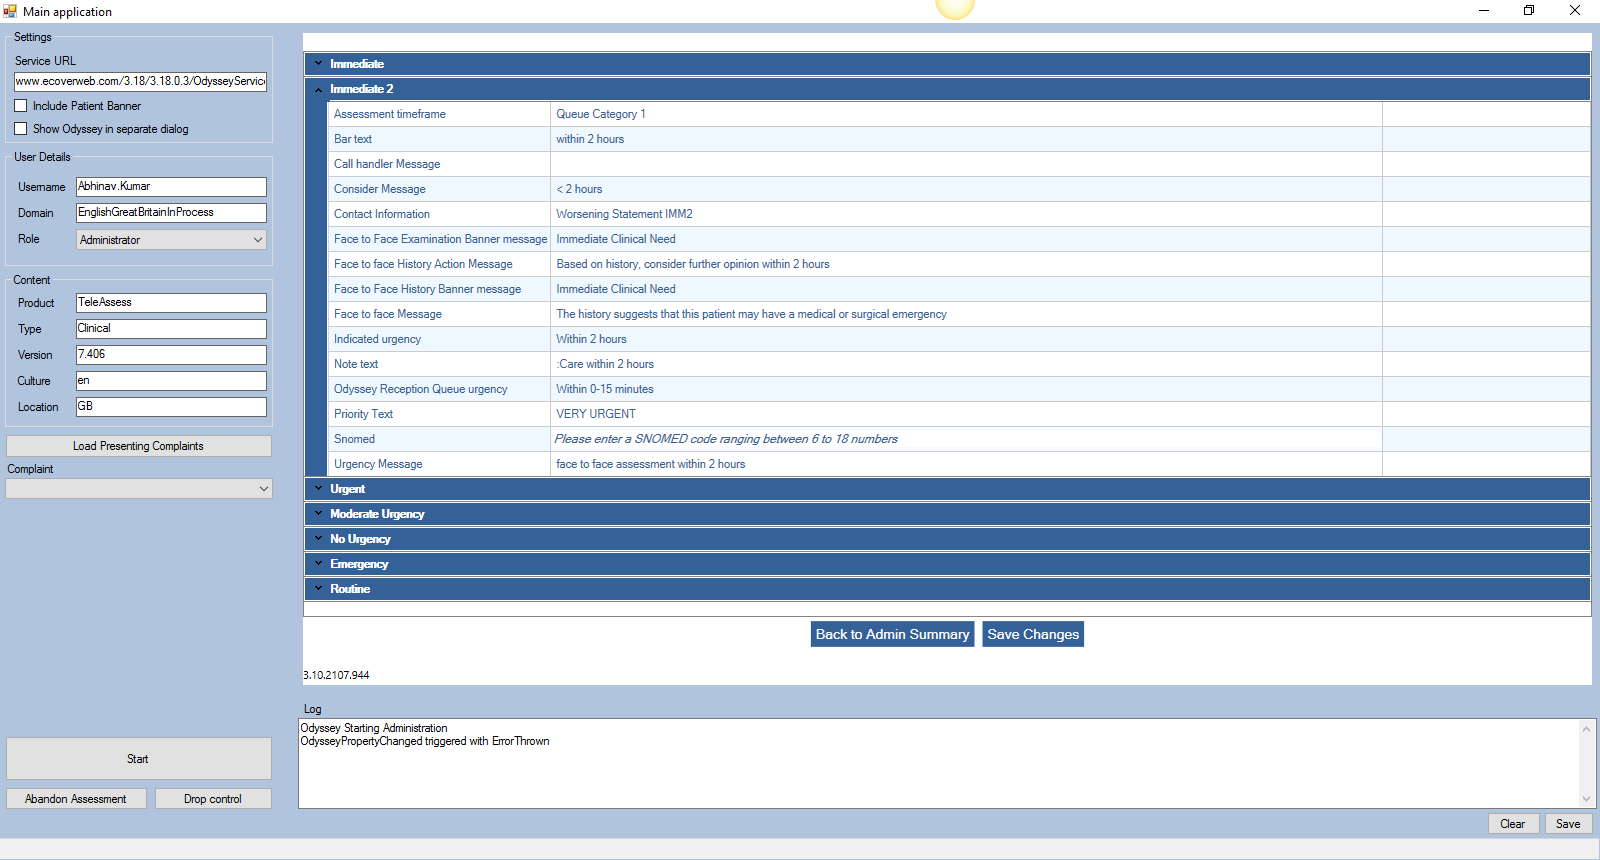 Main application
Settings
Service URL
www.ecoverweb.com/3.18/3.18.0.3/OdysseyService
Include Patient Banner
Show Odyssey in separate dialog
User Details
Username Abhinav.Kumar
Domain EnglishGreatBritainInProcess
Role Administrator
Content
Product TeleAssess
Type Clinical
Version 7.406
Culture en
Location GB
Load Presenting Complaints
Complaint
Start
Abandon Assessment Drop control
Immediate
Immediate 2
Assessment timeframe Queue Category 1
Bar text within 2 hours
Call handler Message
Consider Message < 2 hours
Contact Information Worsening Statement IMM2
Face to Face Examination Banner message Immediate Clinical Need
Face to face History Action Message Based on history, consider further opinion within 2 hours
Face to Face History Banner message Immediate Clinical Need
Face to face Message The history suggests that this patient may have a medical or surgical emergency
Indicated urgency Within 2 hours
Note text :Care within 2 hours
Odyssey Reception Queue urgency Within 0-15 minutes
Priority Text VERY URGENT
Snomed Please enter a SNOMED code ranging between 6 to 18 numbers
Urgency Message face to face assessment within 2 hours
Urgent
Moderate Urgency
No Urgency
Emergency
Routine
Back to Admin Summary Save Changes
3.10.2107.944
Log
Odyssey Starting Administration
OdysseyPropertyChanged triggered with ErrorThrown
Clear Save